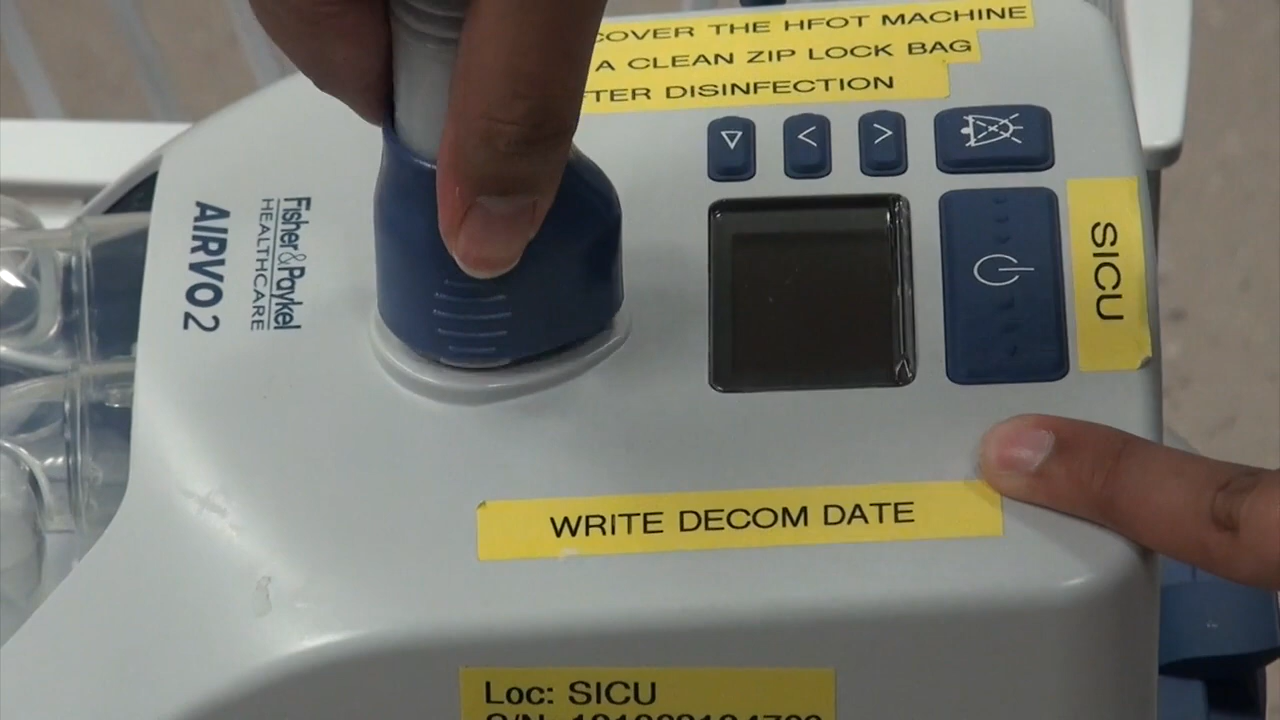 COVER THE HFOT MACHINE
A CLEAN ZIP LOCK BAG
DISINFECTION
SICU
Fisher&Paykel
HEALTHCARE
AIRVO 2
WRITE DECOM DATE
Loc: SICU